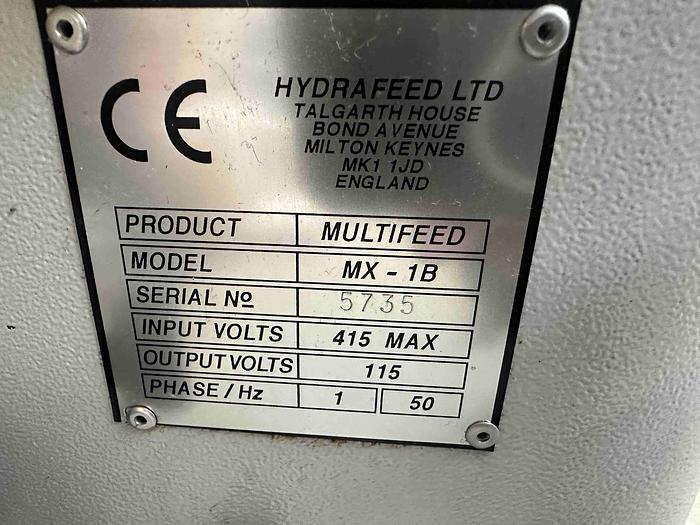 CE
HYDRAFEED LTD
TALGARTH HOUSE
BOND AVENUE
MILTON KEYNES
MK1 1JD
ENGLAND
PRODUCT MULTIFEED
MODEL MX - 1B
SERIAL Nº 5735
INPUT VOLTS 415 MAX
OUTPUT VOLTS 115
PHASE / Hz 1 50